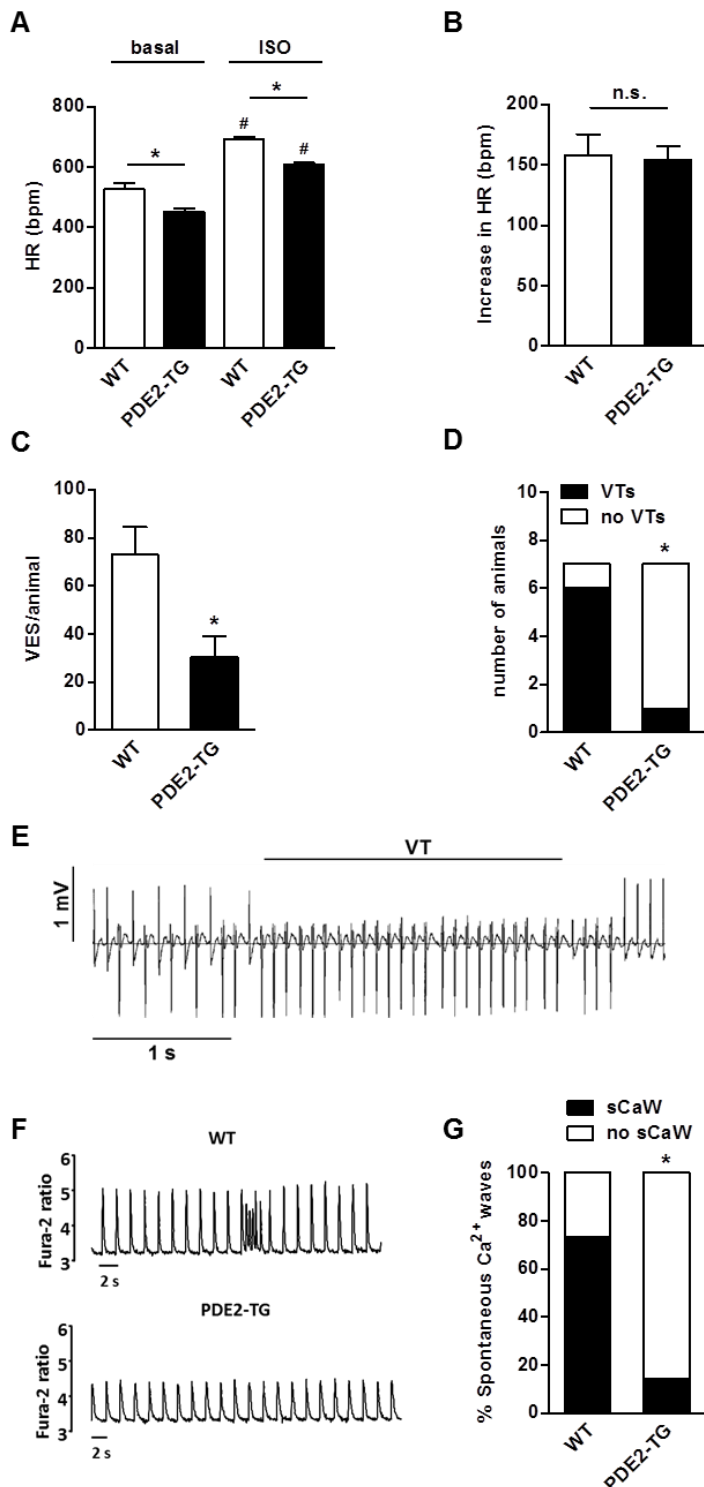 A
basal
ISO
HR (bpm)
800
600
400
200
0
*
#
*
#
WT
PDE2-TG
WT
PDE2-TG
B
n.s.
Increase in HR (bpm)
200
150
100
50
0
WT
PDE2-TG
C
VES/animal
100
80
60
40
20
0
*
WT
PDE2-TG
D
VTs
no VTs
number of animals
10
8
6
4
2
0
*
WT
PDE2-TG
E
VT
1 mV
1 s
F
WT
Fura-2 ratio
6
5
4
3
2 s
PDE2-TG
Fura-2 ratio
6
5
4
3
2 s
G
sCaW
no sCaW
% Spontaneous Ca²⁺ waves
100
80
60
40
20
0
*
WT
PDE2-TG